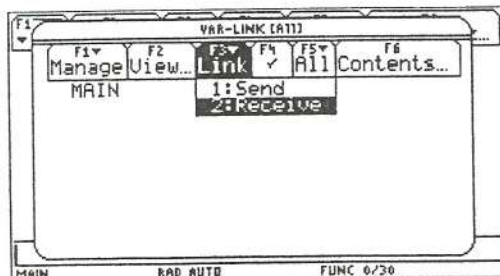 F1
VAR-LINK [All]
F1▼ F2 F3▼ F4 F5▼ F6
Manage View... Link ✓ All Contents...
MAIN
1:Send
2:Receive
MAIN RAD AUTO FUNC 0/30